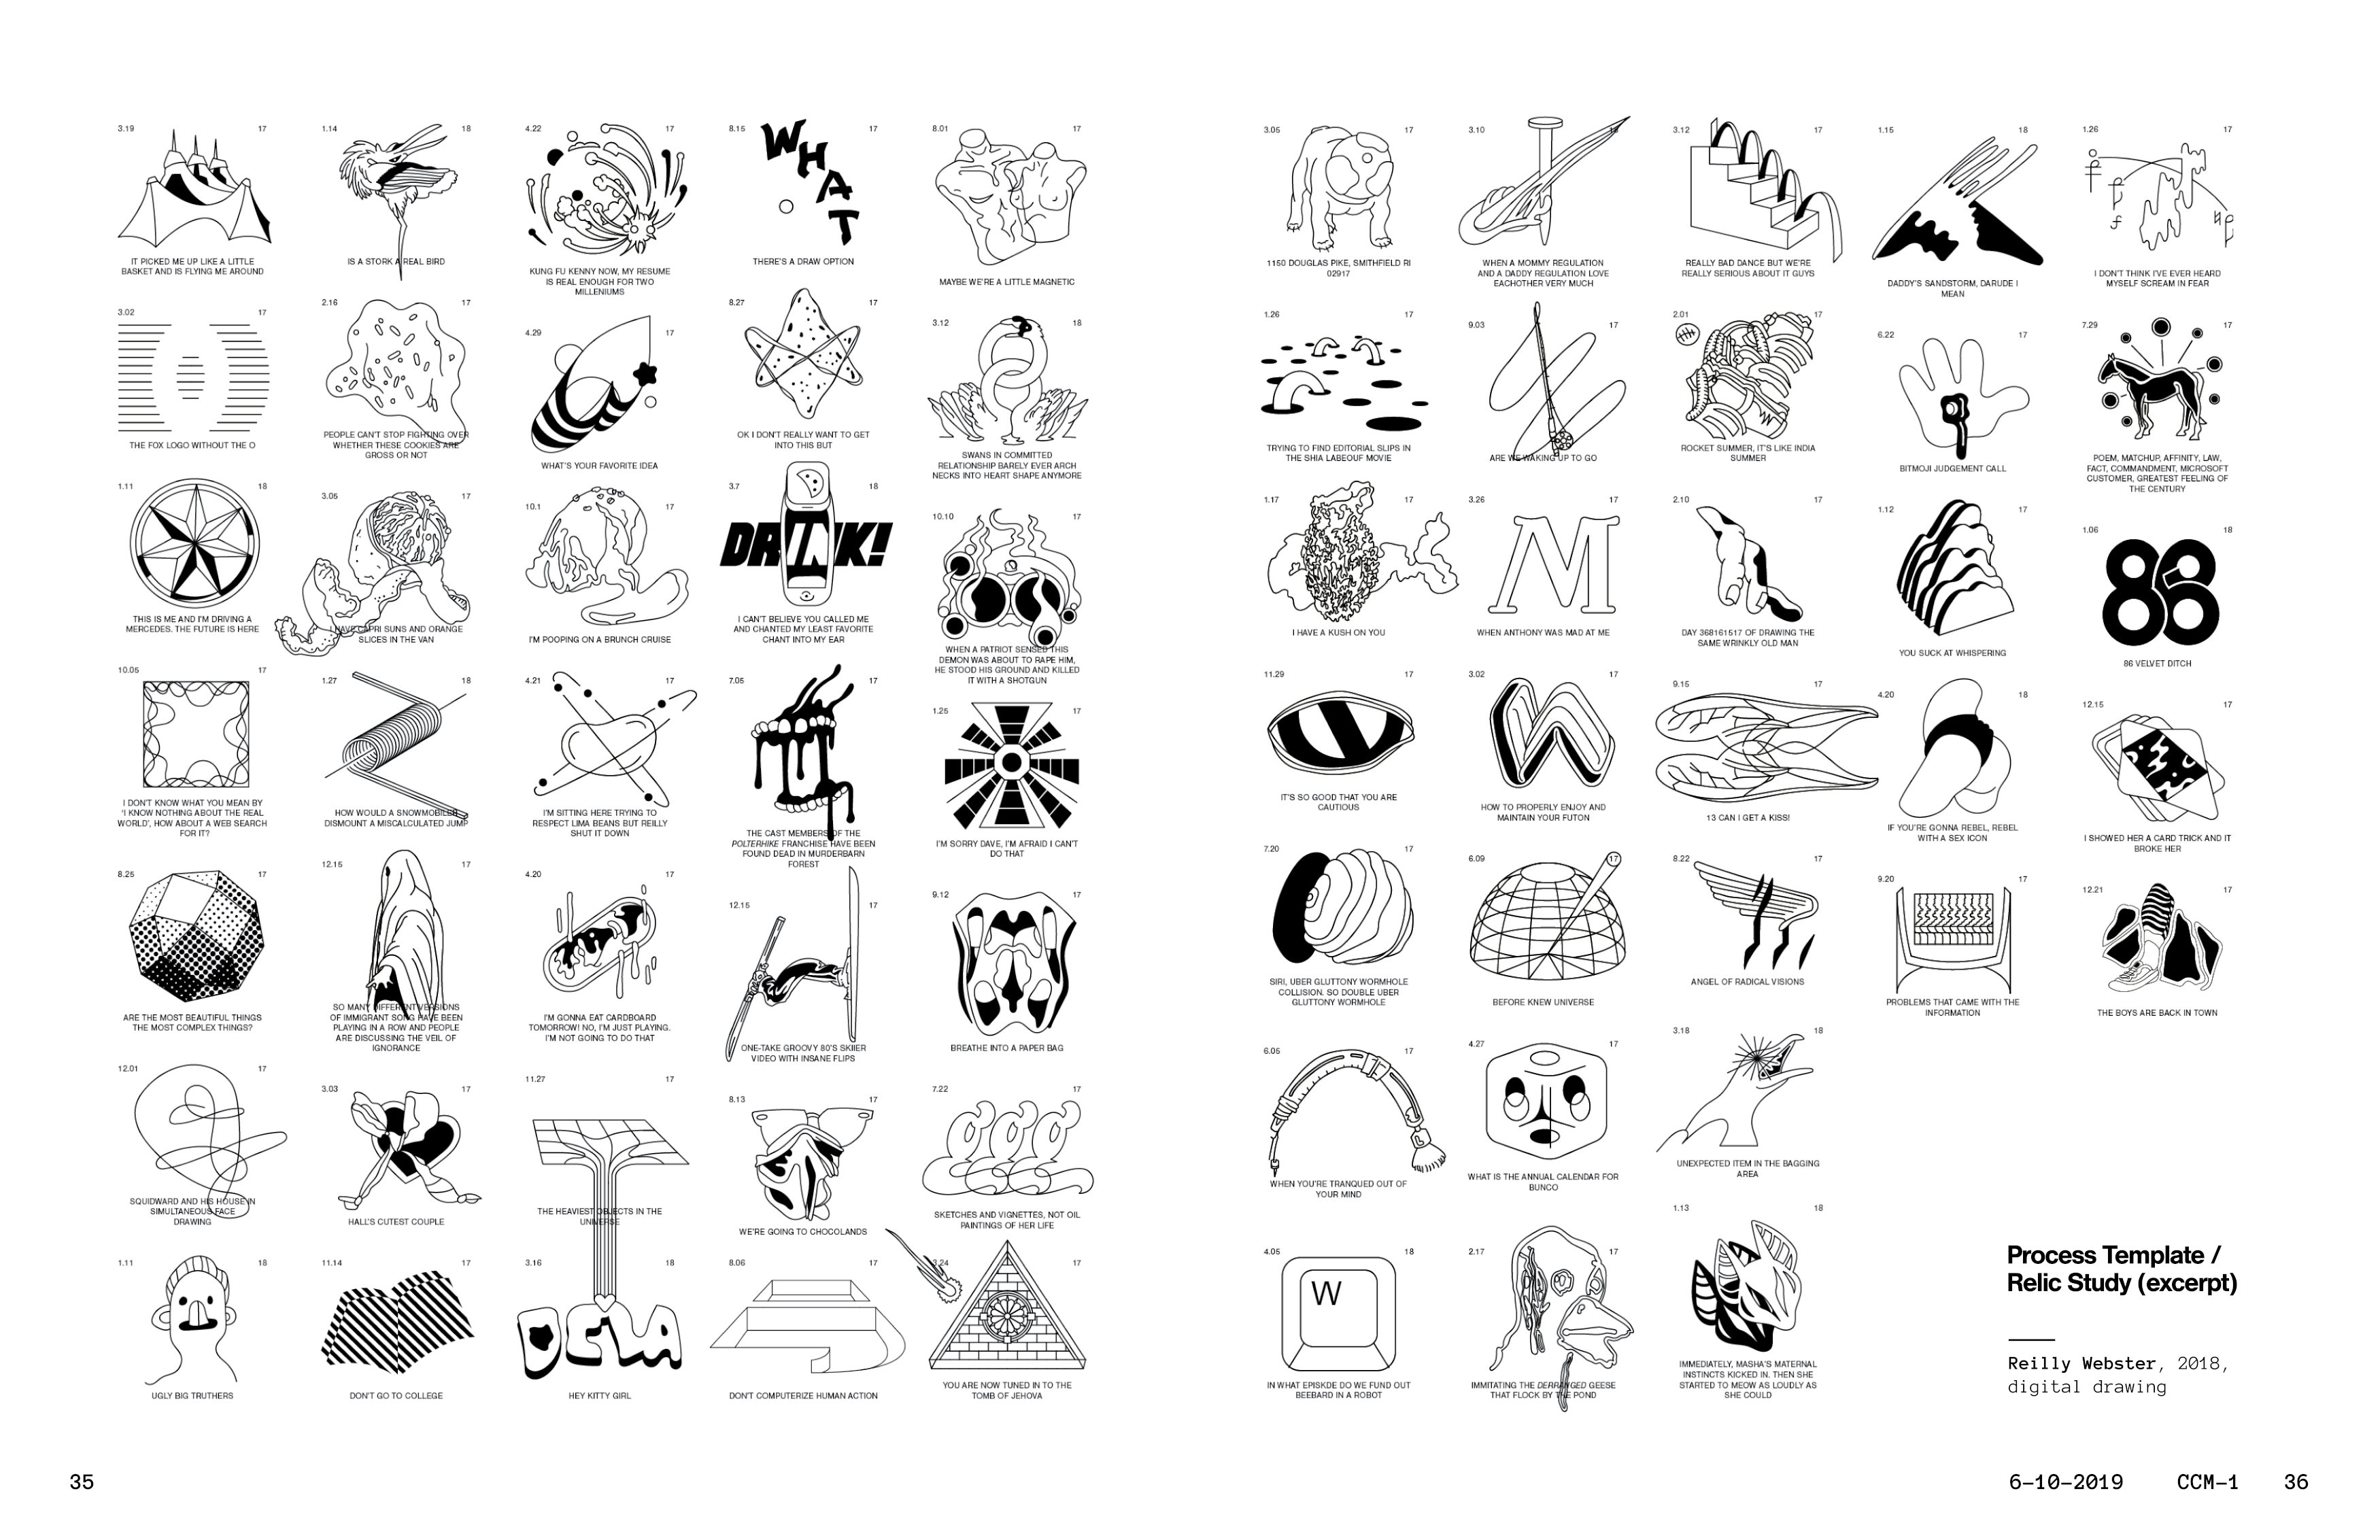 3.19 17
IT PICKED ME UP LIKE A LITTLE
BASKET AND IS FLYING ME AROUND
3.02 17
THE FOX LOGO WITHOUT THE O
1.11 18
THIS IS ME AND I'M DRIVING A
MERCEDES. THE FUTURE IS HERE
10.05 17
I DON'T KNOW WHAT YOU MEAN BY
'I KNOW NOTHING ABOUT THE REAL
WORLD', HOW ABOUT A WEB SEARCH
FOR IT?
8.25 17
ARE THE MOST BEAUTIFUL THINGS
THE MOST COMPLEX THINGS?
12.01 17
SQUIDWARD AND HIS HOUSE IN
SIMULTANEOUS FACE
DRAWING
1.11 18
UGLY BIG TRUTHERS
1.14 18
IS A STORK A REAL BIRD
2.16 17
PEOPLE CAN'T STOP FIGHTING OVER
WHETHER THESE COOKIES ARE
GROSS OR NOT
3.05 17
I HAVE CAPRI SUNS AND ORANGE
SLICES IN THE VAN
1.27 18
HOW WOULD A SNOWMOBILER
DISMOUNT A MISCALCULATED JUMP
12.15 17
SO MANY DIFFERENT VERSIONS
OF IMMIGRANT SONG HAVE BEEN
PLAYING IN A ROW AND PEOPLE
ARE DISCUSSING THE VEIL OF
IGNORANCE
3.03 17
HALL'S CUTEST COUPLE
11.14 17
DON'T GO TO COLLEGE
4.22 17
KUNG FU KENNY NOW, MY RESUME
IS REAL ENOUGH FOR TWO
MILLENIUMS
4.29 17
WHAT'S YOUR FAVORITE IDEA
10.1 17
I'M POOPING ON A BRUNCH CRUISE
4.21 17
I'M SITTING HERE TRYING TO
RESPECT LIMA BEANS BUT REILLY
SHUT IT DOWN
4.20 17
I'M GONNA EAT CARDBOARD
TOMORROW! NO, I'M JUST PLAYING.
I'M NOT GOING TO DO THAT
11.27 17
THE HEAVIEST OBJECTS IN THE
UNIVERSE
3.16 18
HEY KITTY GIRL
8.15 17
WHAT
THERE'S A DRAW OPTION
8.27 17
OK I DON'T REALLY WANT TO GET
INTO THIS BUT
3.7 18
DRINK!
I CAN'T BELIEVE YOU CALLED ME
AND CHANTED MY LEAST FAVORITE
CHANT INTO MY EAR
7.05 17
THE CAST MEMBERS OF THE
POLTERHIKE FRANCHISE HAVE BEEN
FOUND DEAD IN MURDERBARN
FOREST
12.15 17
ONE-TAKE GROOVY 80'S SKIIER
VIDEO WITH INSANE FLIPS
8.13 17
WE'RE GOING TO CHOCOLANDS
8.06 17
DON'T COMPUTERIZE HUMAN ACTION
8.01 17
MAYBE WE'RE A LITTLE MAGNETIC
3.12 18
SWANS IN COMMITTED
RELATIONSHIP BARELY EVER ARCH
NECKS INTO HEART SHAPE ANYMORE
10.10 17
WHEN A PATRIOT SENSED THIS
DEMON WAS ABOUT TO RAPE HIM,
HE STOOD HIS GROUND AND KILLED
IT WITH A SHOTGUN
1.25 17
I'M SORRY DAVE, I'M AFRAID I CAN'T
DO THAT
9.12 17
BREATHE INTO A PAPER BAG
7.22 17
SKETCHES AND VIGNETTES, NOT OIL
PAINTINGS OF HER LIFE
3.24 17
YOU ARE NOW TUNED IN TO THE
TOMB OF JEHOVA
3.05 17
1150 DOUGLAS PIKE, SMITHFIELD RI
02917
1.26 17
TRYING TO FIND EDITORIAL SLIPS IN
THE SHIA LABEOUF MOVIE
1.17 17
I HAVE A KUSH ON YOU
11.29 17
IT'S SO GOOD THAT YOU ARE
CAUTIOUS
7.20 17
SIRI, UBER GLUTTONY WORMHOLE
COLLISION. SO DOUBLE UBER
GLUTTONY WORMHOLE
6.05 17
WHEN YOU'RE TRANQUED OUT OF
YOUR MIND
4.05 18
W
IN WHAT EPISKDE DO WE FUND OUT
BEEBARD IN A ROBOT
3.10
WHEN A MOMMY REGULATION
AND A DADDY REGULATION LOVE
EACHOTHER VERY MUCH
9.03 17
ARE WE WAKING UP TO GO
3.26 17
M
WHEN ANTHONY WAS MAD AT ME
3.02 17
HOW TO PROPERLY ENJOY AND
MAINTAIN YOUR FUTON
6.09 17
BEFORE KNEW UNIVERSE
4.27 17
WHAT IS THE ANNUAL CALENDAR FOR
BUNCO
2.17 17
IMMITATING THE DERRANGED GEESE
THAT FLOCK BY THE POND
3.12 17
REALLY BAD DANCE BUT WE'RE
REALLY SERIOUS ABOUT IT GUYS
2.01 17
ROCKET SUMMER, IT'S LIKE INDIA
SUMMER
2.10 17
DAY 368161517 OF DRAWING THE
SAME WRINKLY OLD MAN
9.15 17
13 CAN I GET A KISS!
8.22 17
ANGEL OF RADICAL VISIONS
3.18 18
UNEXPECTED ITEM IN THE BAGGING
AREA
1.13 18
IMMEDIATELY, MASHA'S MATERNAL
INSTINCTS KICKED IN. THEN SHE
STARTED TO MEOW AS LOUDLY AS
SHE COULD
1.15 18
DADDY'S SANDSTORM, DARUDE I
MEAN
6.22 17
BITMOJI JUDGEMENT CALL
1.12 17
YOU SUCK AT WHISPERING
4.20 18
IF YOU'RE GONNA REBEL, REBEL
WITH A SEX ICON
9.20 17
PROBLEMS THAT CAME WITH THE
INFORMATION
1.26 17
I DON'T THINK I'VE EVER HEARD
MYSELF SCREAM IN FEAR
7.29 17
POEM, MATCHUP, AFFINITY, LAW,
FACT, COMMANDMENT, MICROSOFT
CUSTOMER, GREATEST FEELING OF
THE CENTURY
1.06 18
86
86 VELVET DITCH
12.15 17
I SHOWED HER A CARD TRICK AND IT
BROKE HER
12.21 17
THE BOYS ARE BACK IN TOWN
Process Template /
Relic Study (excerpt)
Reilly Webster, 2018,
digital drawing
35
6-10-2019 CCM-1 36